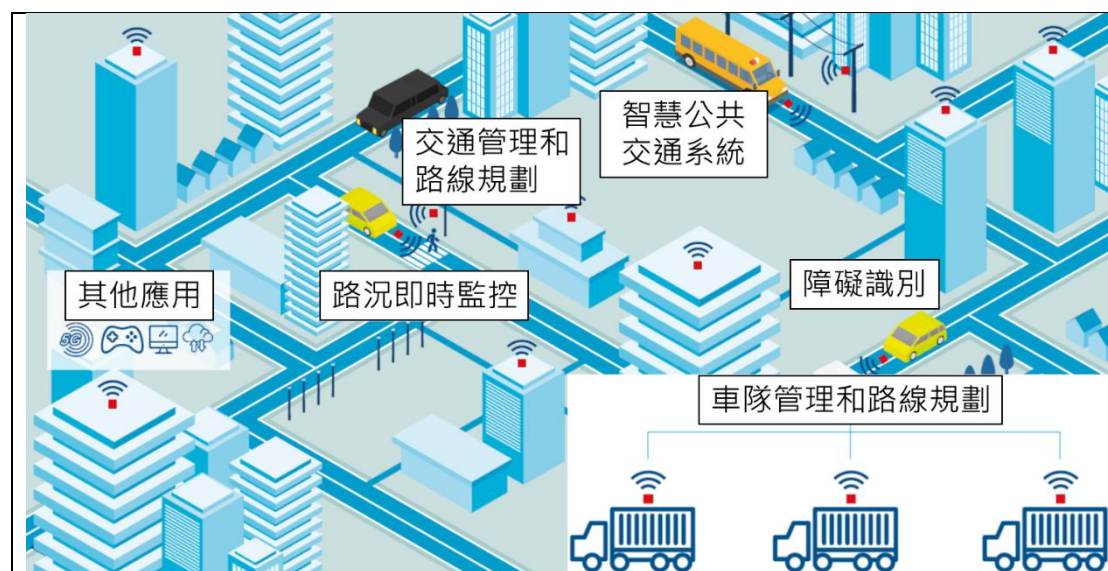 智慧公共
交通系統
交通管理和
路線規劃
其他應用
路況即時監控
障礙識別
5G
車隊管理和路線規劃